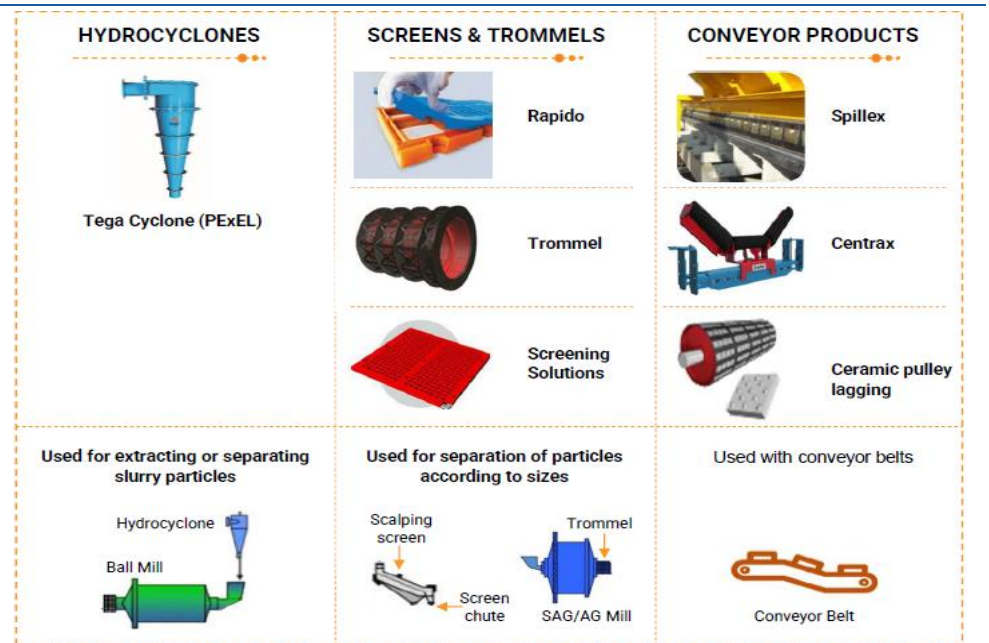 HYDROCYCLONES
Tega Cyclone (PExEL)
SCREENS & TROMMELS
Rapido
Trommel
Screening
Solutions
CONVEYOR PRODUCTS
Spillex
Centrax
Ceramic pulley
lagging
Used for extracting or separating
slurry particles
Hydrocyclone
Ball Mill
Used for separation of particles
according to sizes
Scalping
screen
Trommel
Screen
chute
SAG/AG Mill
Used with conveyor belts
Conveyor Belt